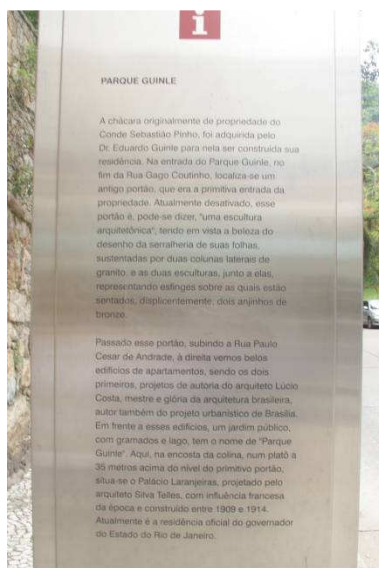 i
PARQUE GUINLE
A chácara originalmente de propriedade do
Conde Sebastião Pinho, foi adquirida pelo
Dr. Eduardo Guinle para nela ser construída sua
residência. Na entrada do Parque Guinle, no
fim da Rua Gago Coutinho, localiza-se um
antigo portão, que era a primitiva entrada da
propriedade. Atualmente desativado, esse
portão é, pode-se dizer, "uma escultura
arquitetônica", tendo em vista a beleza do
desenho da serralheria de suas folhas,
sustentadas por duas colunas laterais de
granito, e as duas esculturas, junto a elas,
representando esfinges sobre as quais estão
sentados, displicentemente, dois anjinhos de
bronze.
Passado esse portão, subindo a Rua Paulo
Cesar de Andrade, à direita vemos belos
edifícios de apartamentos, sendo os dois
primeiros, projetos de autoria do arquiteto Lúcio
Costa, mestre e glória da arquitetura brasileira,
autor também do projeto urbanístico de Brasília.
Em frente a esses edifícios, um jardim público,
com gramados e lago, tem o nome de "Parque
Guinle". Aqui, na encosta da colina, num platô a
35 metros acima do nível do primitivo portão,
situa-se o Palácio Laranjeiras, projetado pelo
arquiteto Silva Telles, com influência francesa
da época e construído entre 1909 e 1914.
Atualmente é a residência oficial do governador
do Estado do Rio de Janeiro.